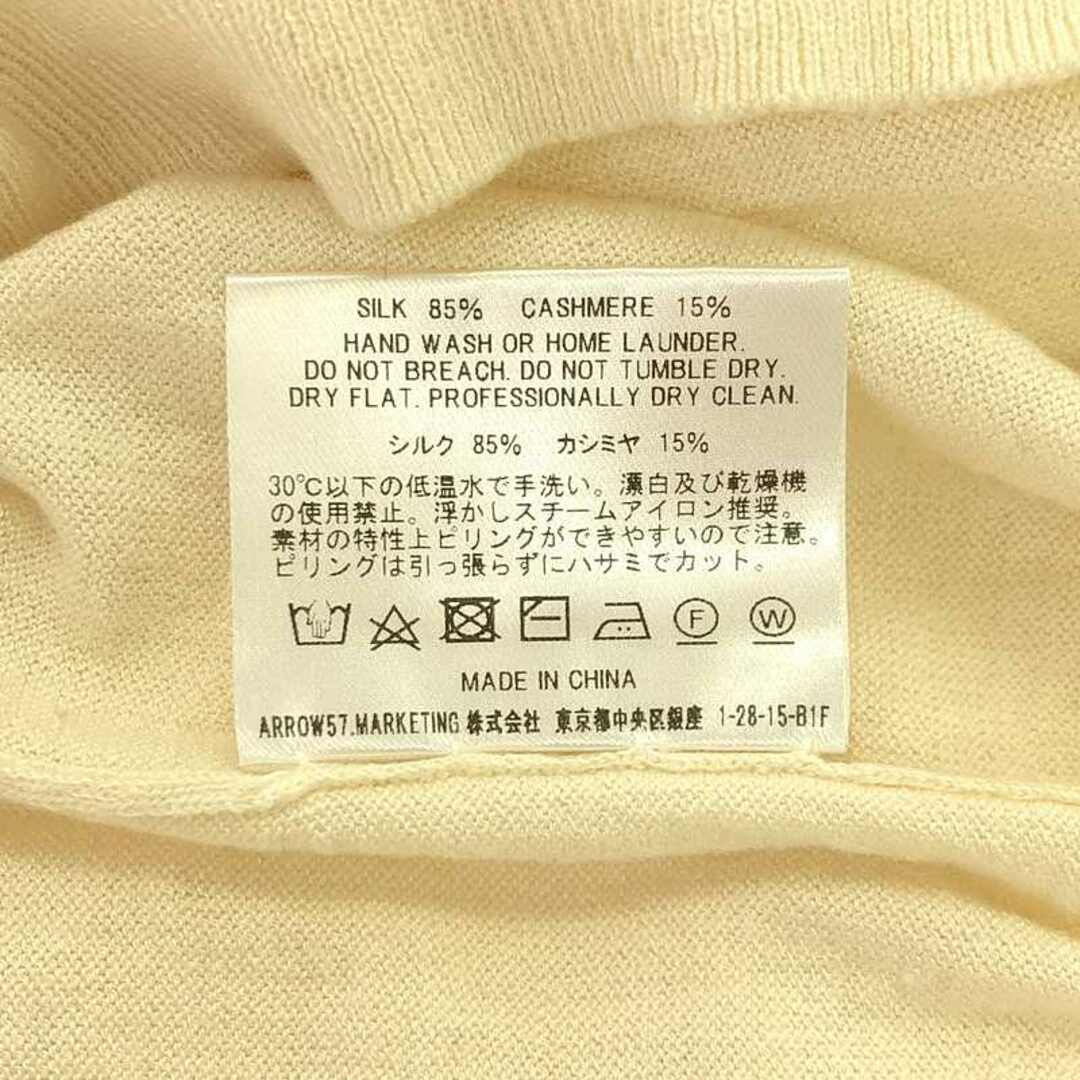 SILK 85% CASHMERE 15%
HAND WASH OR HOME LAUNDER.
DO NOT BREACH. DO NOT TUMBLE DRY.
DRY FLAT. PROFESSIONALLY DRY CLEAN.
シルク 85% カシミヤ 15%
30℃以下の低温水で手洗い。漂白及び乾燥機
の使用禁止。浮かしスチームアイロン推奨。
素材の特性上ピリングができやすいので注意。
ピリングは引っ張らずにハサミでカット。
F W
MADE IN CHINA
ARROW57.MARKETING 株式会社 東京都中央区銀座 1-28-15-B1F